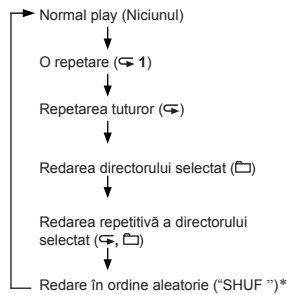 Normal play (Niciunul)
O repetare (⮎ 1)
Repetarea tuturor (⮎)
Redarea directorului selectat (🗀)
Redarea repetitivă a directorului
selectat (⮎, 🗀)
Redare în ordine aleatorie (“SHUF ”)*